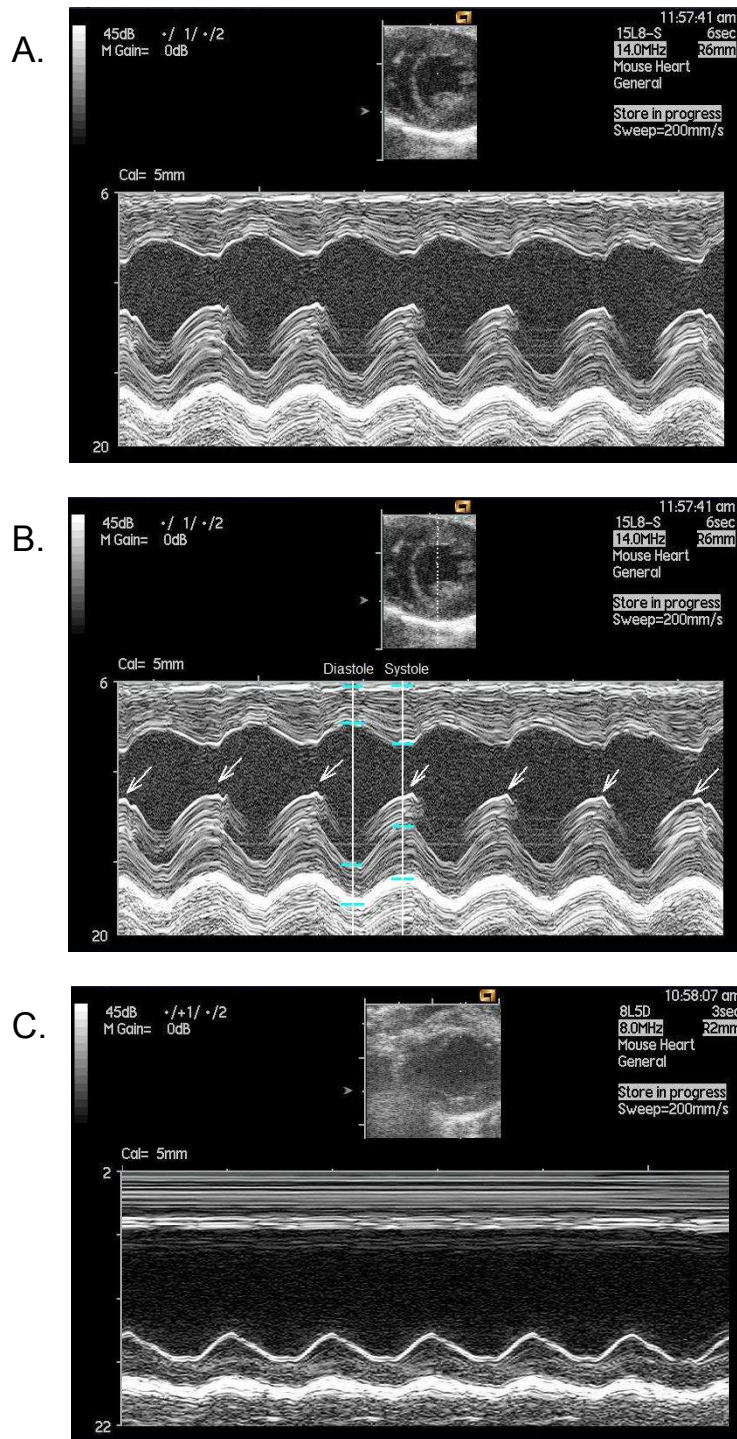 A.
11:57:41 am
45dB •/ 1/ •/2
M Gain= 0dB
15L8-S 6sec
14.0MHz R6mm
Mouse Heart
General
Store in progress
Sweep=200mm/s
Cal= 5mm
6
20
B.
11:57:41 am
45dB •/ 1/ •/2
M Gain= 0dB
15L8-S 6sec
14.0MHz R6mm
Mouse Heart
General
Store in progress
Sweep=200mm/s
Cal= 5mm
Diastole Systole
6
20
C.
10:58:07 am
45dB •/+1/ •/2
M Gain= 0dB
8L5D 3sec
8.0MHz R2mm
Mouse Heart
General
Store in progress
Sweep=200mm/s
Cal= 5mm
2
22